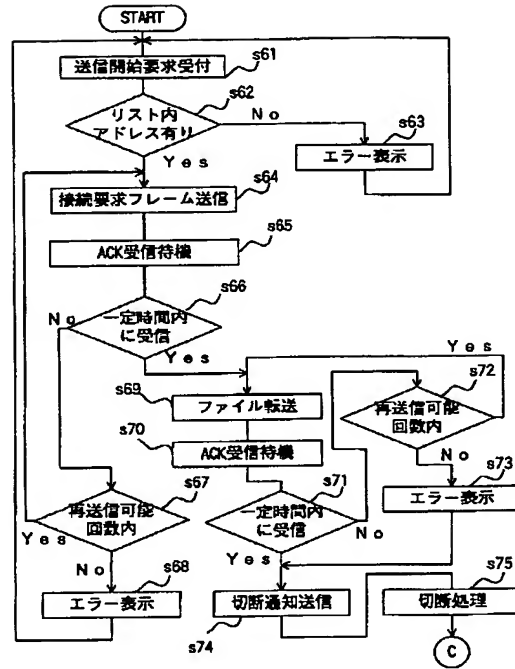 START
送信開始要求受付
s61
リスト内
アドレス有り
s62
No
Yes
エラー表示
s63
接続要求フレーム送信
s64
ACK受信待機
s65
一定時間内
に受信
s66
No
Yes
ファイル転送
s69
ACK受信待機
s70
再送信可能
回数内
s72
Yes
No
再送信可能
回数内
s67
Yes
No
一定時間内
に受信
s71
No
Yes
エラー表示
s73
エラー表示
s68
切断通知送信
s74
切断処理
s75
C